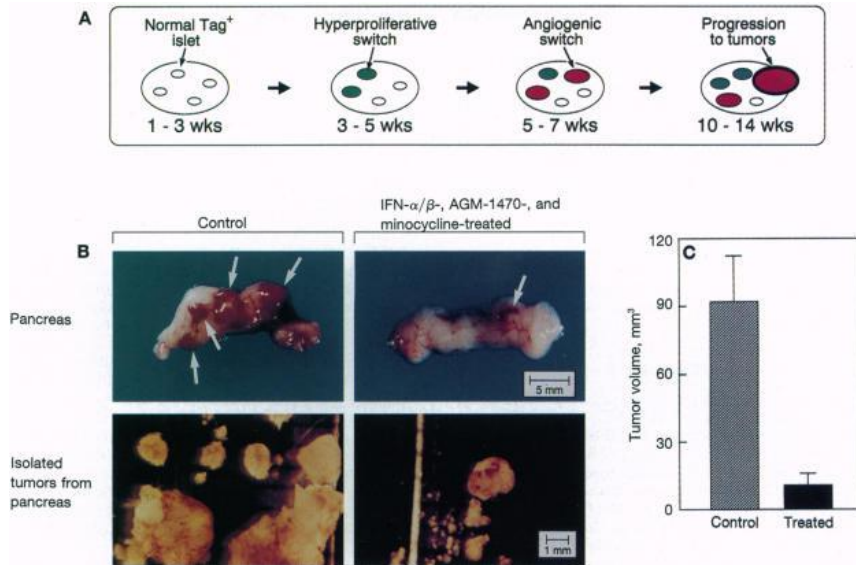 A
Normal Tag+
islet
Hyperproliferative
switch
Angiogenic
switch
Progression
to tumors
1 - 3 wks
3 - 5 wks
5 - 7 wks
10 - 14 wks
B
Control
IFN-α/β-, AGM-1470-, and
minocycline-treated
Pancreas
5 mm
Isolated
tumors from
pancreas
1 mm
C
Tumor volume, mm³
120
90
60
30
0
Control
Treated